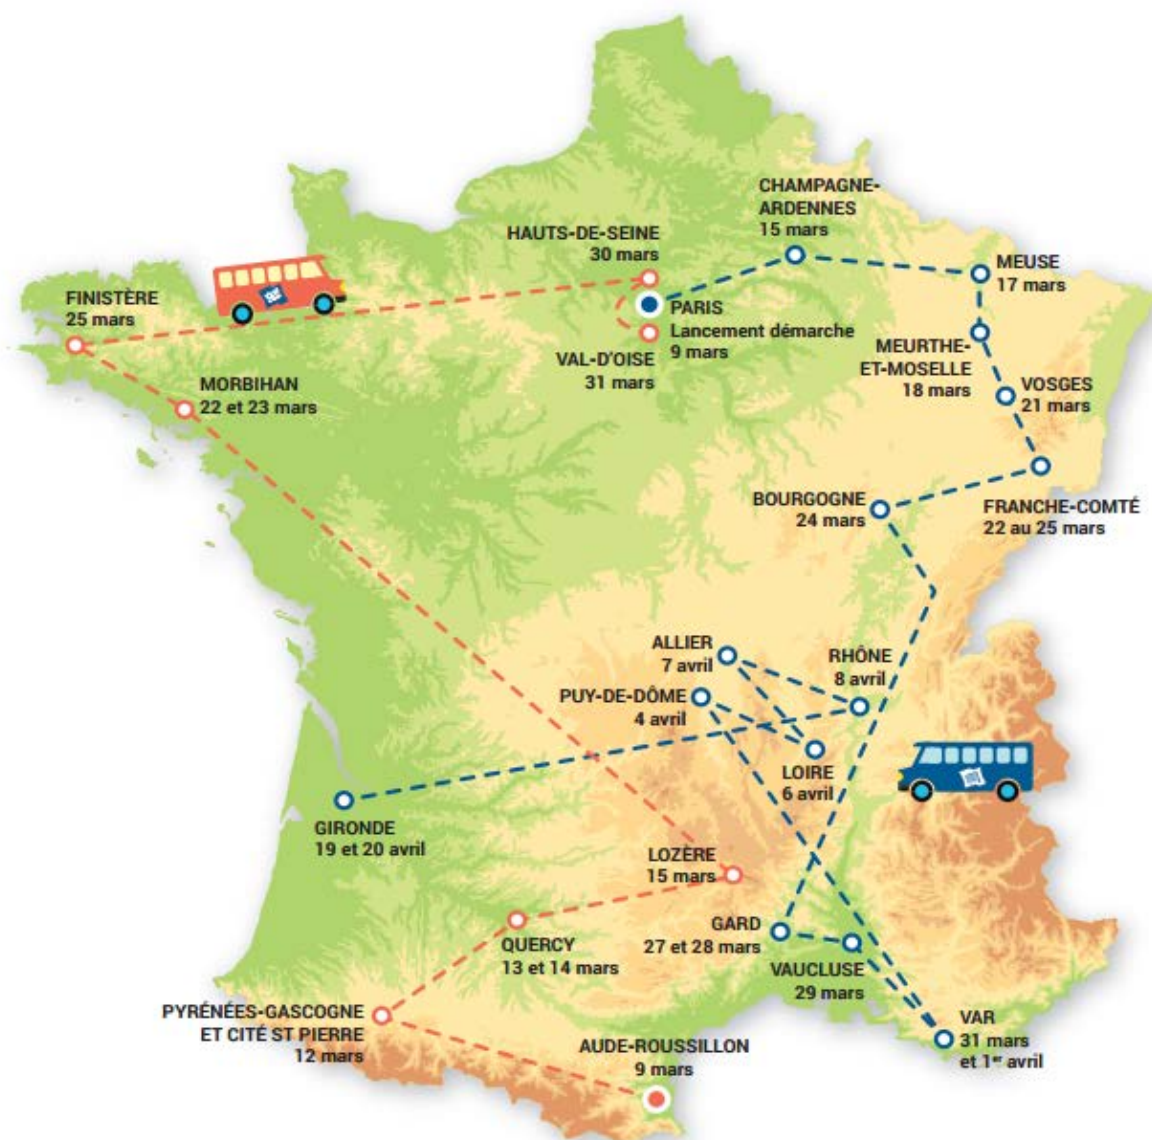 CHAMPAGNE-
ARDENNES
15 mars
HAUTS-DE-SEINE
30 mars
MEUSE
17 mars
FINISTÈRE
25 mars
PARIS
Lancement démarche
9 mars
VAL-D'OISE
31 mars
MEURTHE-
ET-MOSELLE
18 mars
VOSGES
21 mars
MORBIHAN
22 et 23 mars
BOURGOGNE
24 mars
FRANCHE-COMTÉ
22 au 25 mars
ALLIER
7 avril
RHÔNE
8 avril
PUY-DE-DÔME
4 avril
LOIRE
6 avril
GIRONDE
19 et 20 avril
LOZÈRE
15 mars
GARD
27 et 28 mars
QUERCY
13 et 14 mars
VAUCLUSE
29 mars
PYRÉNÉES-GASCOGNE
ET CITÉ ST PIERRE
12 mars
VAR
31 mars
et 1er avril
AUDE-ROUSSILLON
9 mars